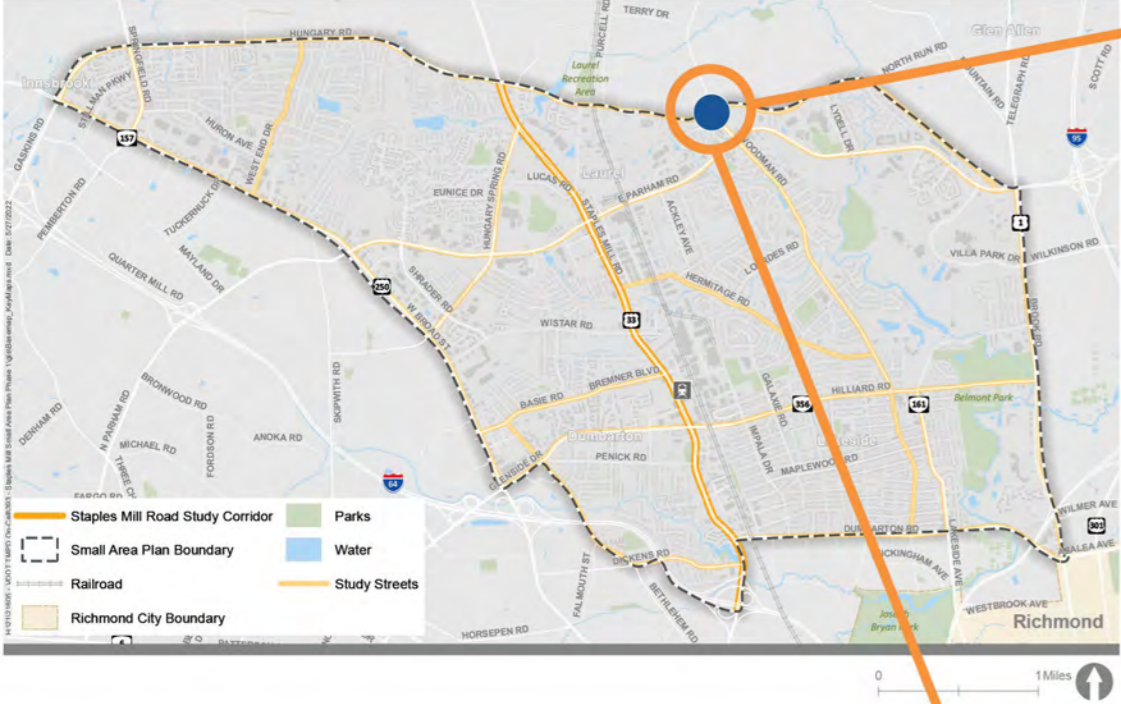 TERRY DR
PURCELL RD
Glen Allen
SPRINGFIELD RD
HUNGARY RD
Laurel
Recreation
Area
NORTH RUN RD
MOUNTAIN RD
TELEGRAPH RD
SCOTT RD
Innsbrook
STILLMAN PKWY
95
GASKINS RD
157
HURON AVE
WEST END DR
LYDELL DR
WOODMAN RD
LUCAS RD
Laurel
E PARHAM RD
PEMBERTON RD
TUCKERNUCK DR
EUNICE DR
HUNGARY SPRING RD
STAPLES MILL RD
ACKLEY AVE
1
MAYLAND DR
VILLA PARK DR
WILKINSON RD
QUARTER MILL RD
LOURDES RD
SHRADER RD
HERMITAGE RD
250
W BROAD ST
WISTAR RD
33
BROOK RD
SKIPWITH RD
BREMNER BLVD
BRONWOOD RD
BASIE RD
GALAXIE RD
HILLIARD RD
356
161
Belmont Park
DENHAM RD
N PARHAM RD
MICHAEL RD
FORDSON RD
ANOKA RD
Dumbarton
IMPALA DR
Lakeside
PENICK RD
MAPLEWOOD RD
GLENSIDE DR
64
FARGO RD
THREE
Staples Mill Road Study Corridor
Parks
Small Area Plan Boundary
Water
Railroad
Study Streets
Richmond City Boundary
WILMER AVE
301
DUMBARTON RD
AZALEA AVE
DICKENS RD
LAKESIDE AVE
FALMOUTH ST
BETHLEHEM RD
WESTBROOK AVE
Bryan Park
Richmond
HORSEPEN RD
0
1 Miles